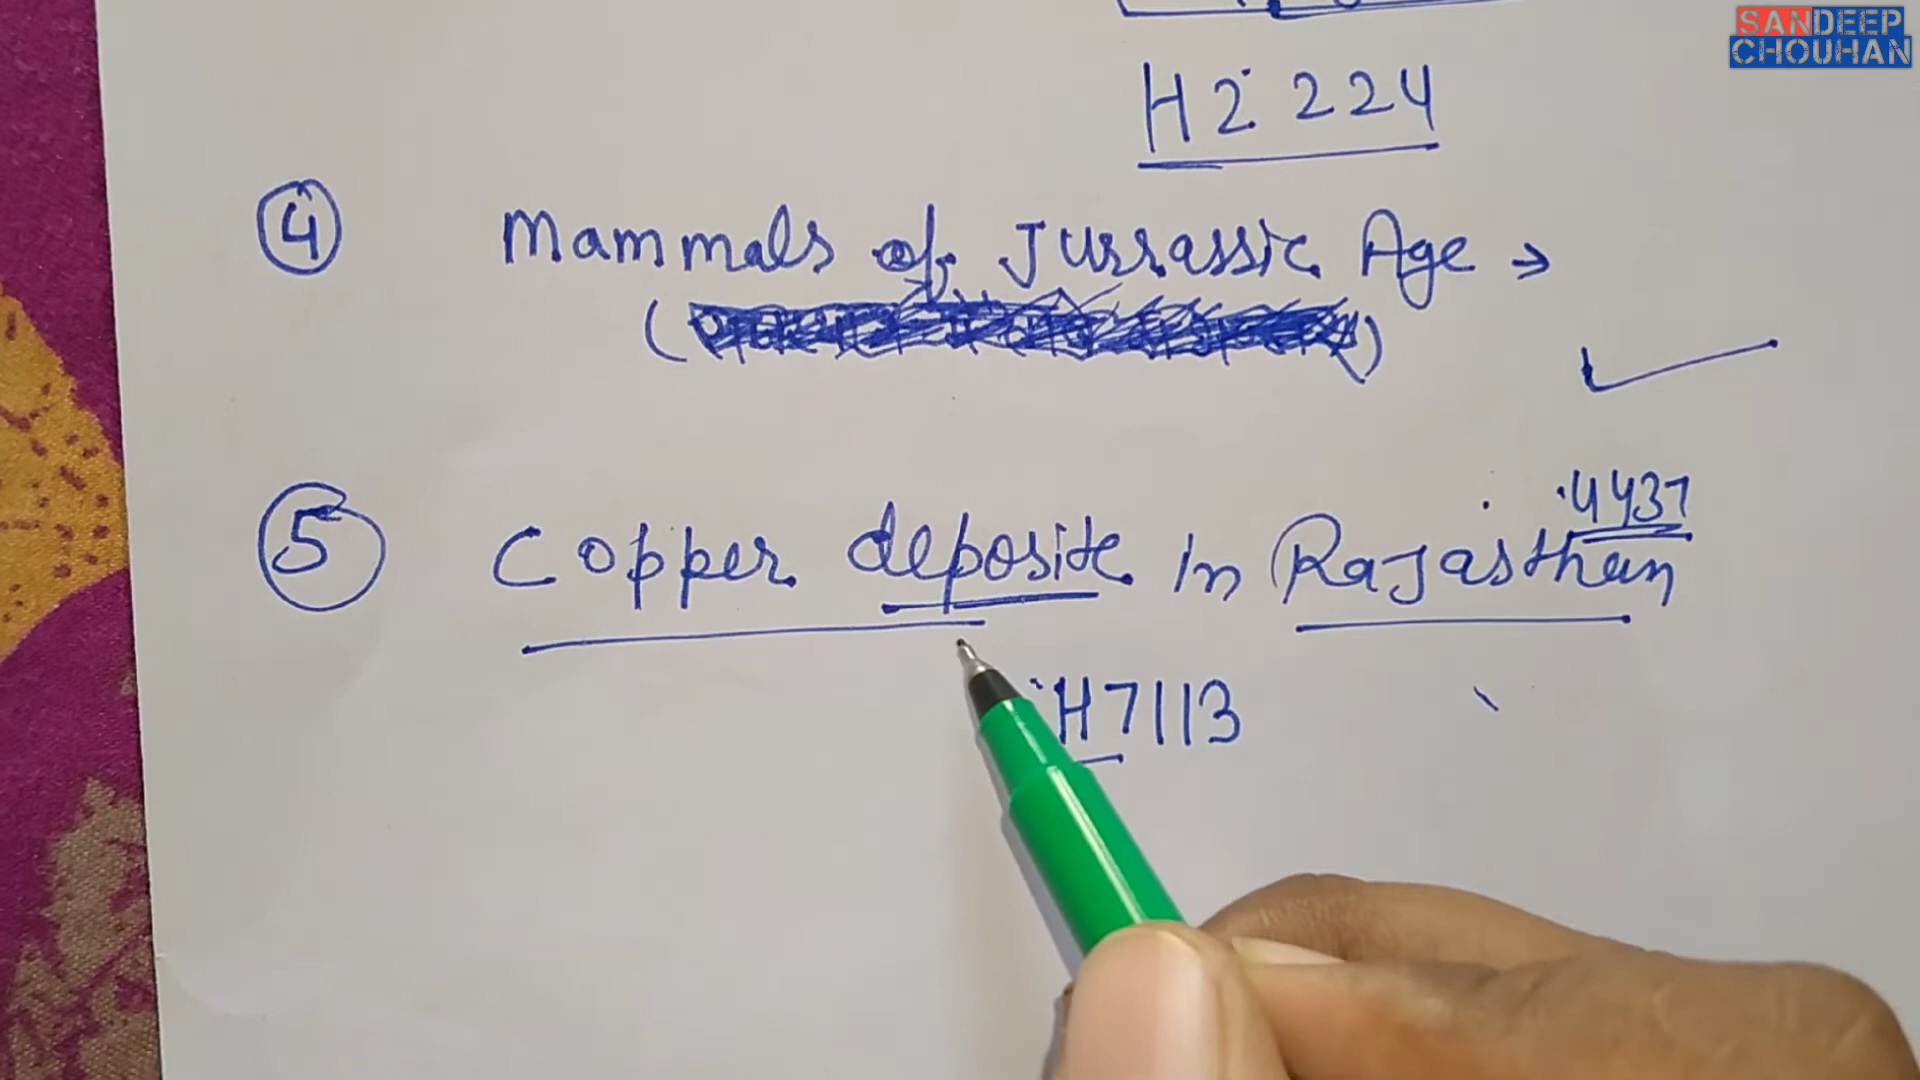 SANDEEP
CHOUHAN
H2 224
4 Mammals of Jurrassic Age →
5 Copper deposite in Rajasthan
4437
H7113